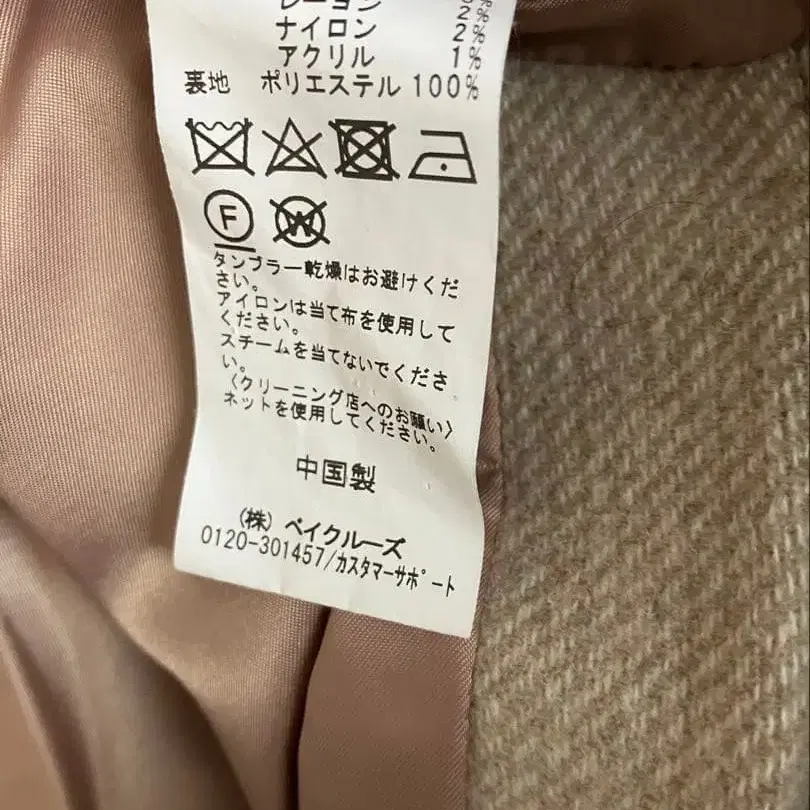 レーヨン 2%
ナイロン 2%
アクリル 1%
裏地 ポリエステル 100%
F
W
タンブラー乾燥はお避けくだ
さい。
アイロンは当て布を使用して
ください。
スチームを当てないでくださ
い。
〈クリーニング店へのお願い〉
ネットを使用してください。
中国製
(株) ベイクルーズ
0120-301457/カスタマーサポート